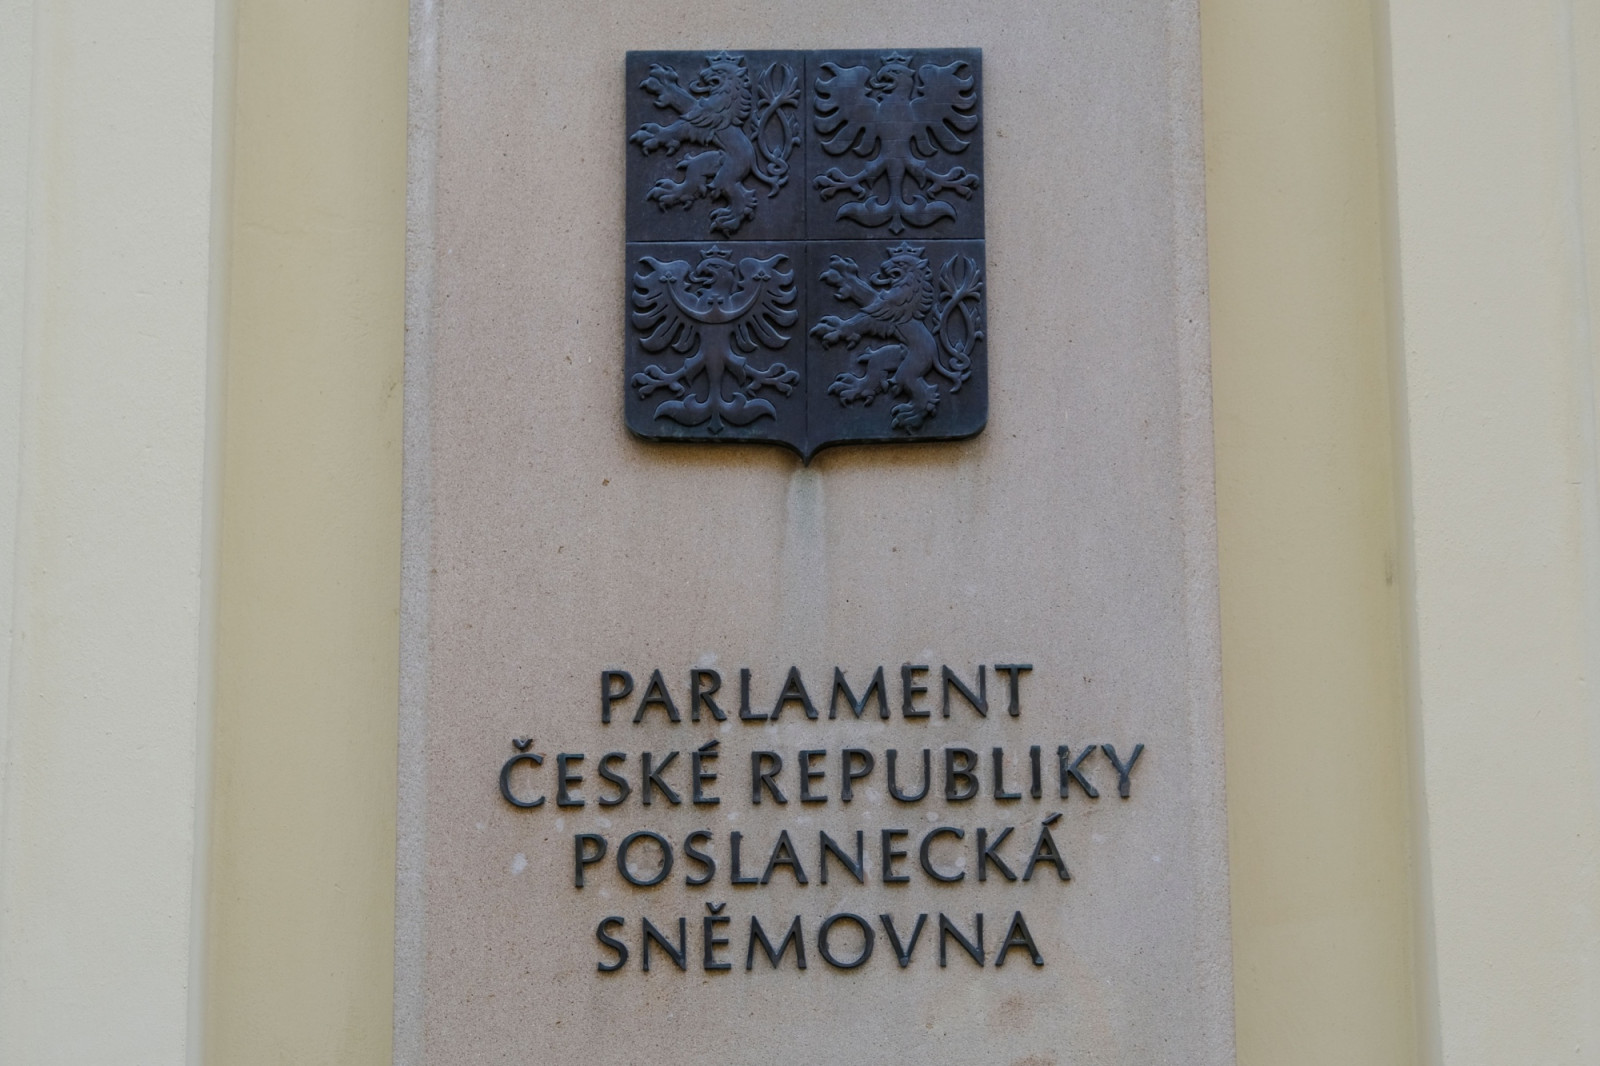 PARLAMENT
ČESKÉ REPUBLIKY
POSLANECKÁ
SNĚMOVNA